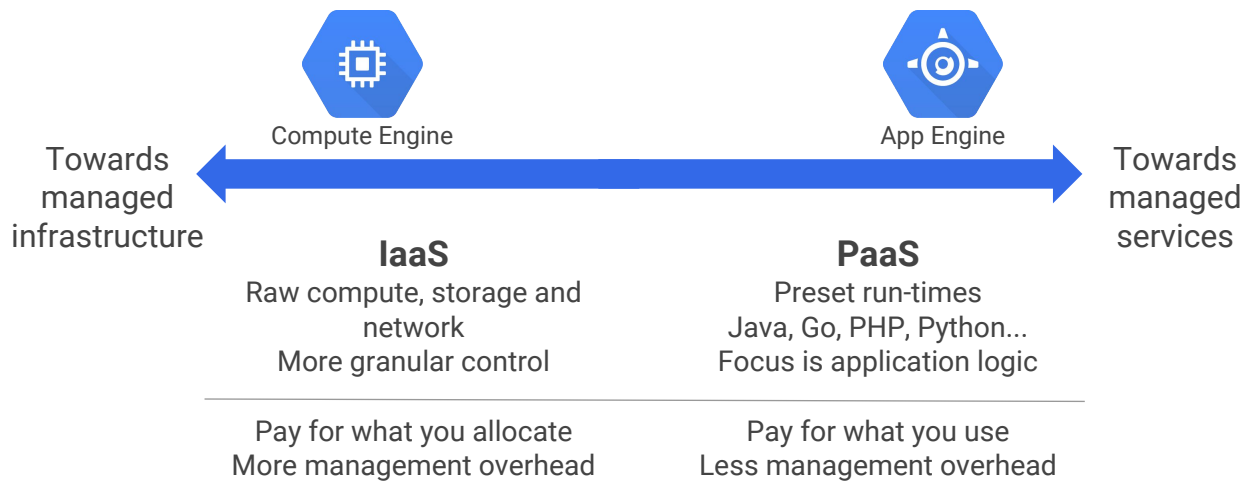 Compute Engine
App Engine
Towards
managed
infrastructure
Towards
managed
services
IaaS
Raw compute, storage and
network
More granular control
PaaS
Preset run-times
Java, Go, PHP, Python...
Focus is application logic
Pay for what you allocate
More management overhead
Pay for what you use
Less management overhead